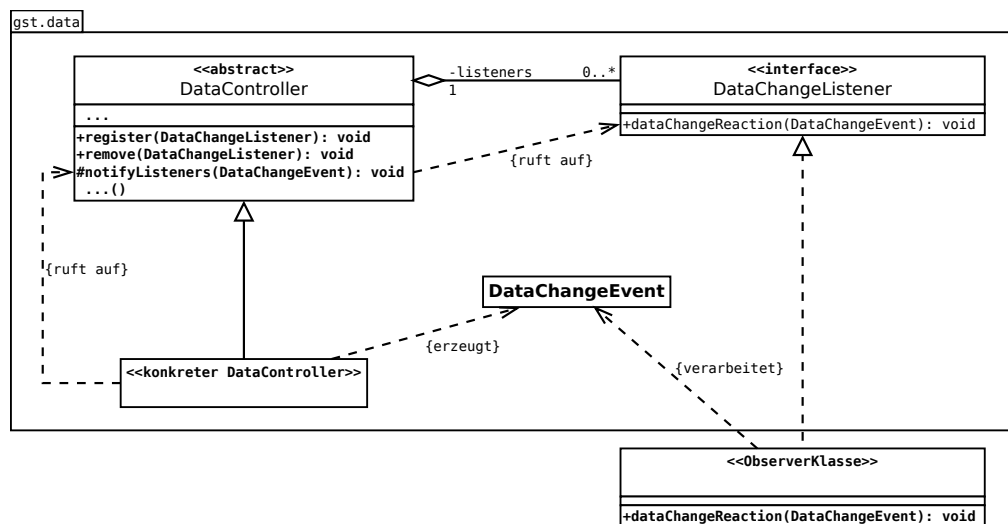 gst.data
<<abstract>>
DataController
...
+register(DataChangeListener): void
+remove(DataChangeListener): void
#notifyListeners(DataChangeEvent): void
...()
-listeners
0..*
1
<<interface>>
DataChangeListener
+dataChangeReaction(DataChangeEvent): void
{ruft auf}
{ruft auf}
DataChangeEvent
{erzeugt}
{verarbeitet}
<<konkreter DataController>>
<<ObserverKlasse>>
+dataChangeReaction(DataChangeEvent): void